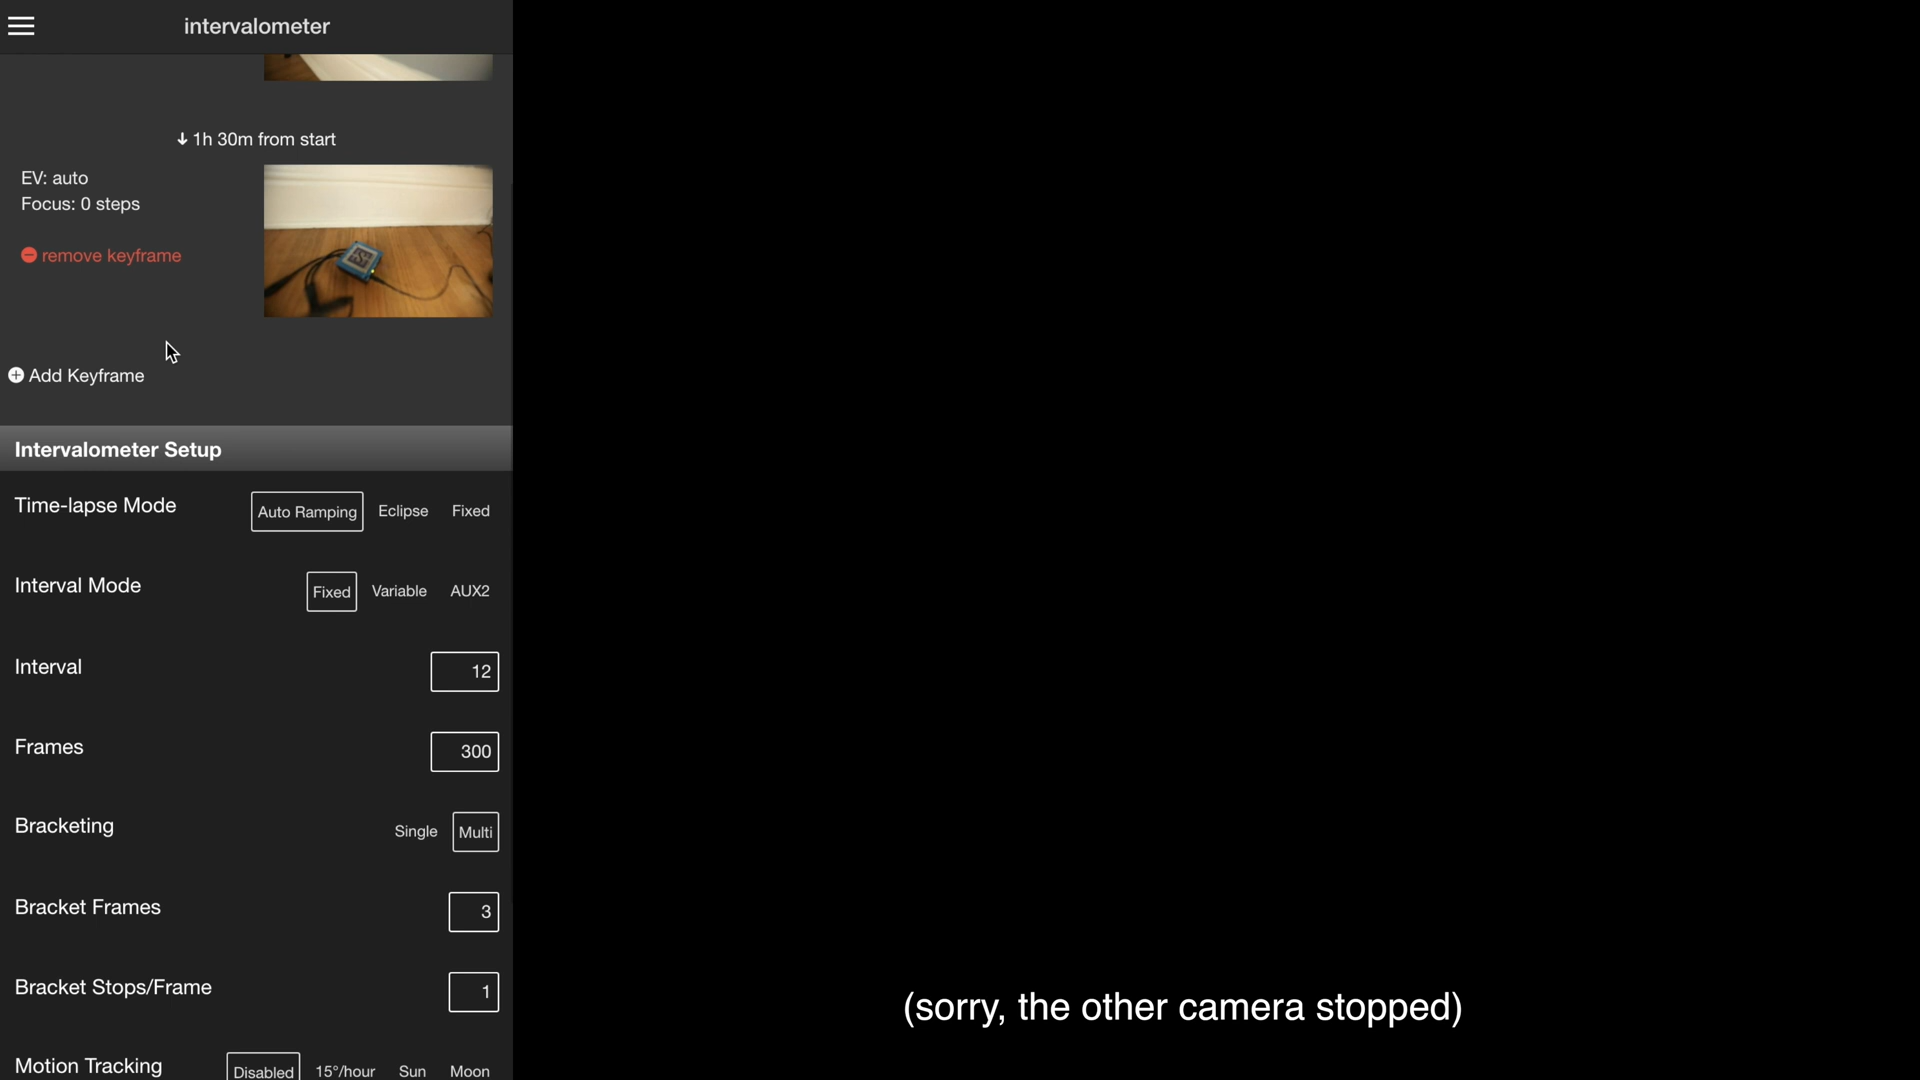 intervalometer
1h 30m from start
EV: auto
Focus: 0 steps
remove keyframe
Add Keyframe
Intervalometer Setup
Time-lapse Mode Auto Ramping Eclipse Fixed
Interval Mode Fixed Variable AUX2
Interval 12
Frames 300
Bracketing Single Multi
Bracket Frames 3
Bracket Stops/Frame 1
(sorry, the other camera stopped)
Motion Tracking Disabled 15°/hour Sun Moon